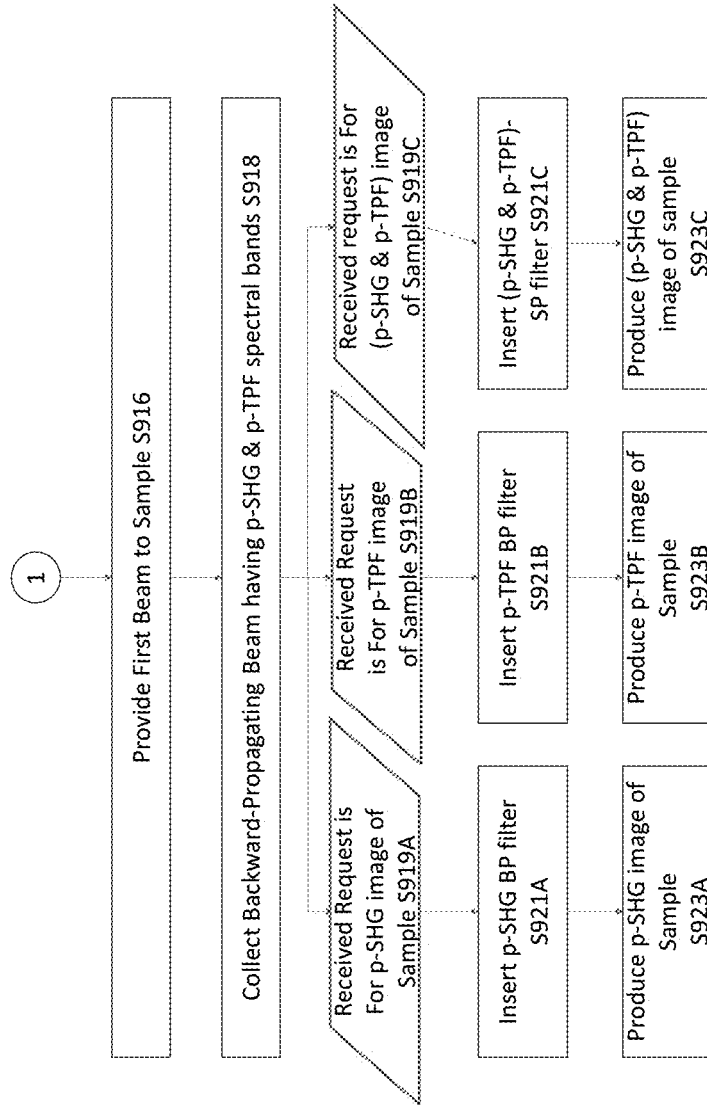 1
Provide First Beam to Sample S916
Collect Backward-Propagating Beam having p-SHG & p-TPF spectral bands S918
Received Request is
For p-SHG image of
Sample S919A
Received Request
is For p-TPF image
of Sample S919B
Received request is For
(p-SHG & p-TPF) image
of Sample S919C
Insert p-SHG BP filter
S921A
Insert p-TPF BP filter
S921B
Insert (p-SHG & p-TPF)-
SP filter S921C
Produce p-SHG image of
Sample
S923A
Produce p-TPF image of
Sample
S923B
Produce (p-SHG & p-TPF)
image of sample
S923C